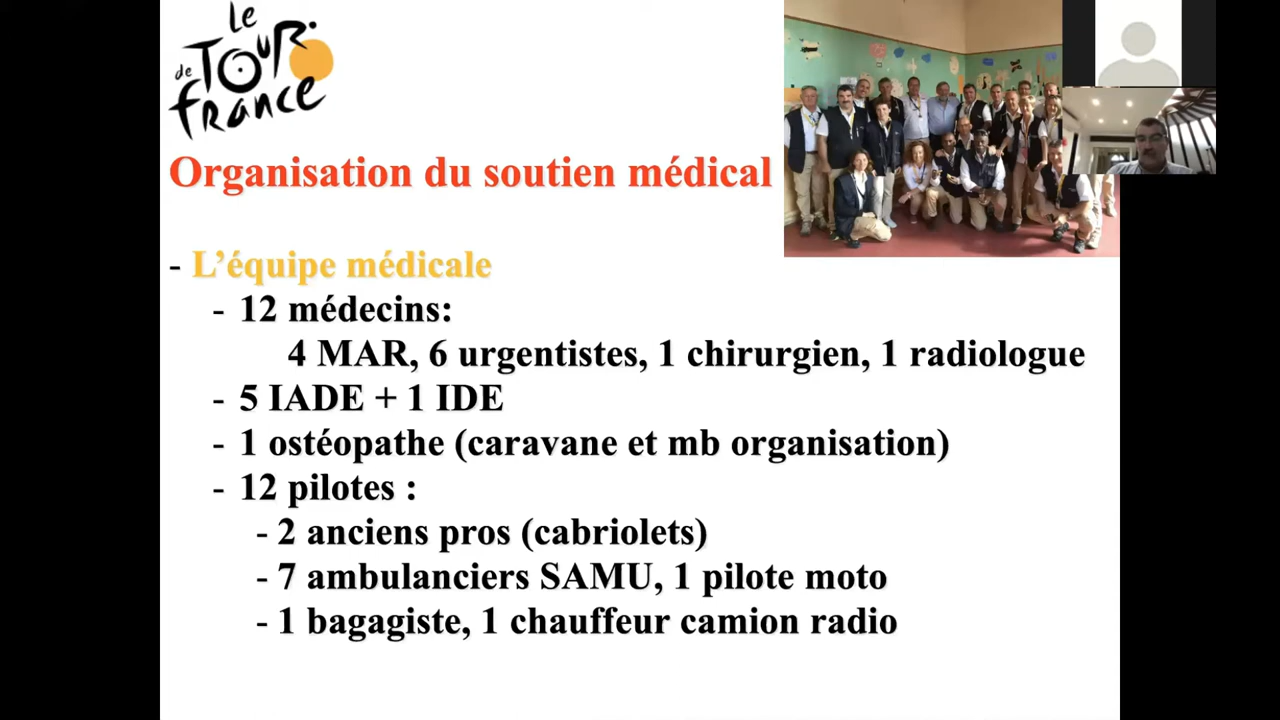 Le
Tour
de
France
Organisation du soutien médical
- L’équipe médicale
- 12 médecins:
4 MAR, 6 urgentistes, 1 chirurgien, 1 radiologue
- 5 IADE + 1 IDE
- 1 ostéopathe (caravane et mb organisation)
- 12 pilotes :
- 2 anciens pros (cabriolets)
- 7 ambulanciers SAMU, 1 pilote moto
- 1 bagagiste, 1 chauffeur camion radio